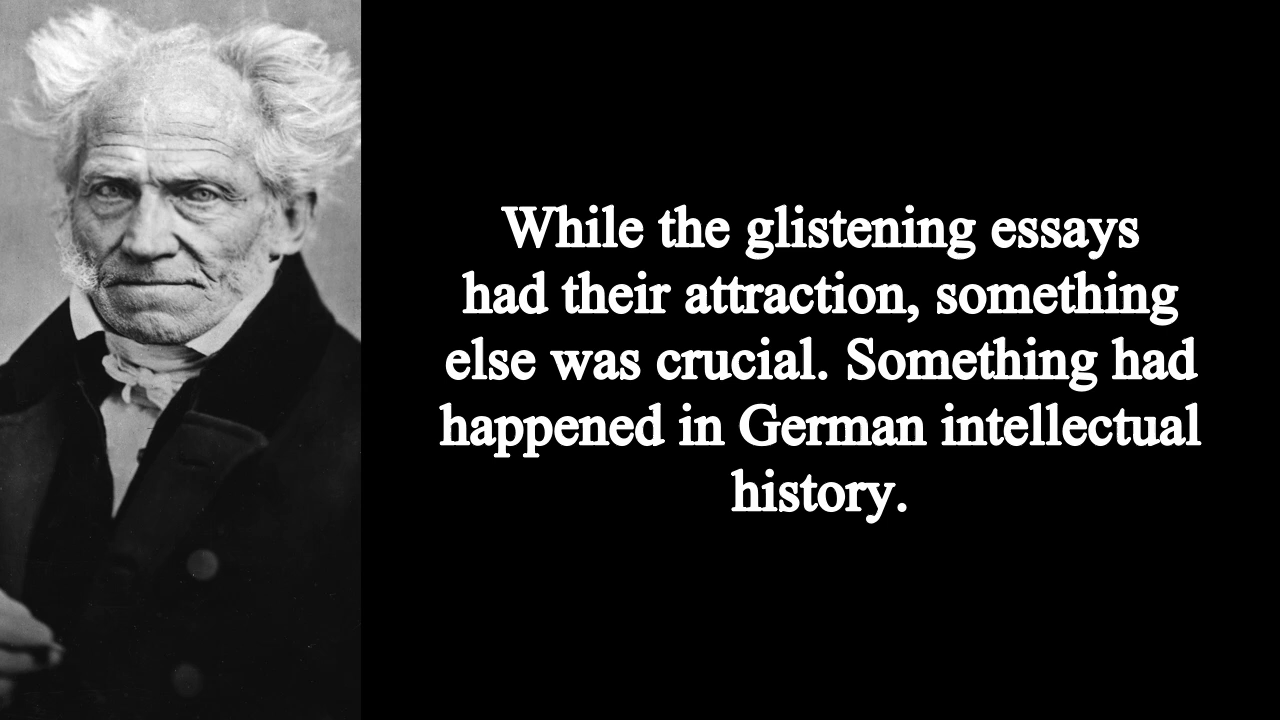 While the glistening essays
had their attraction, something
else was crucial. Something had
happened in German intellectual
history.